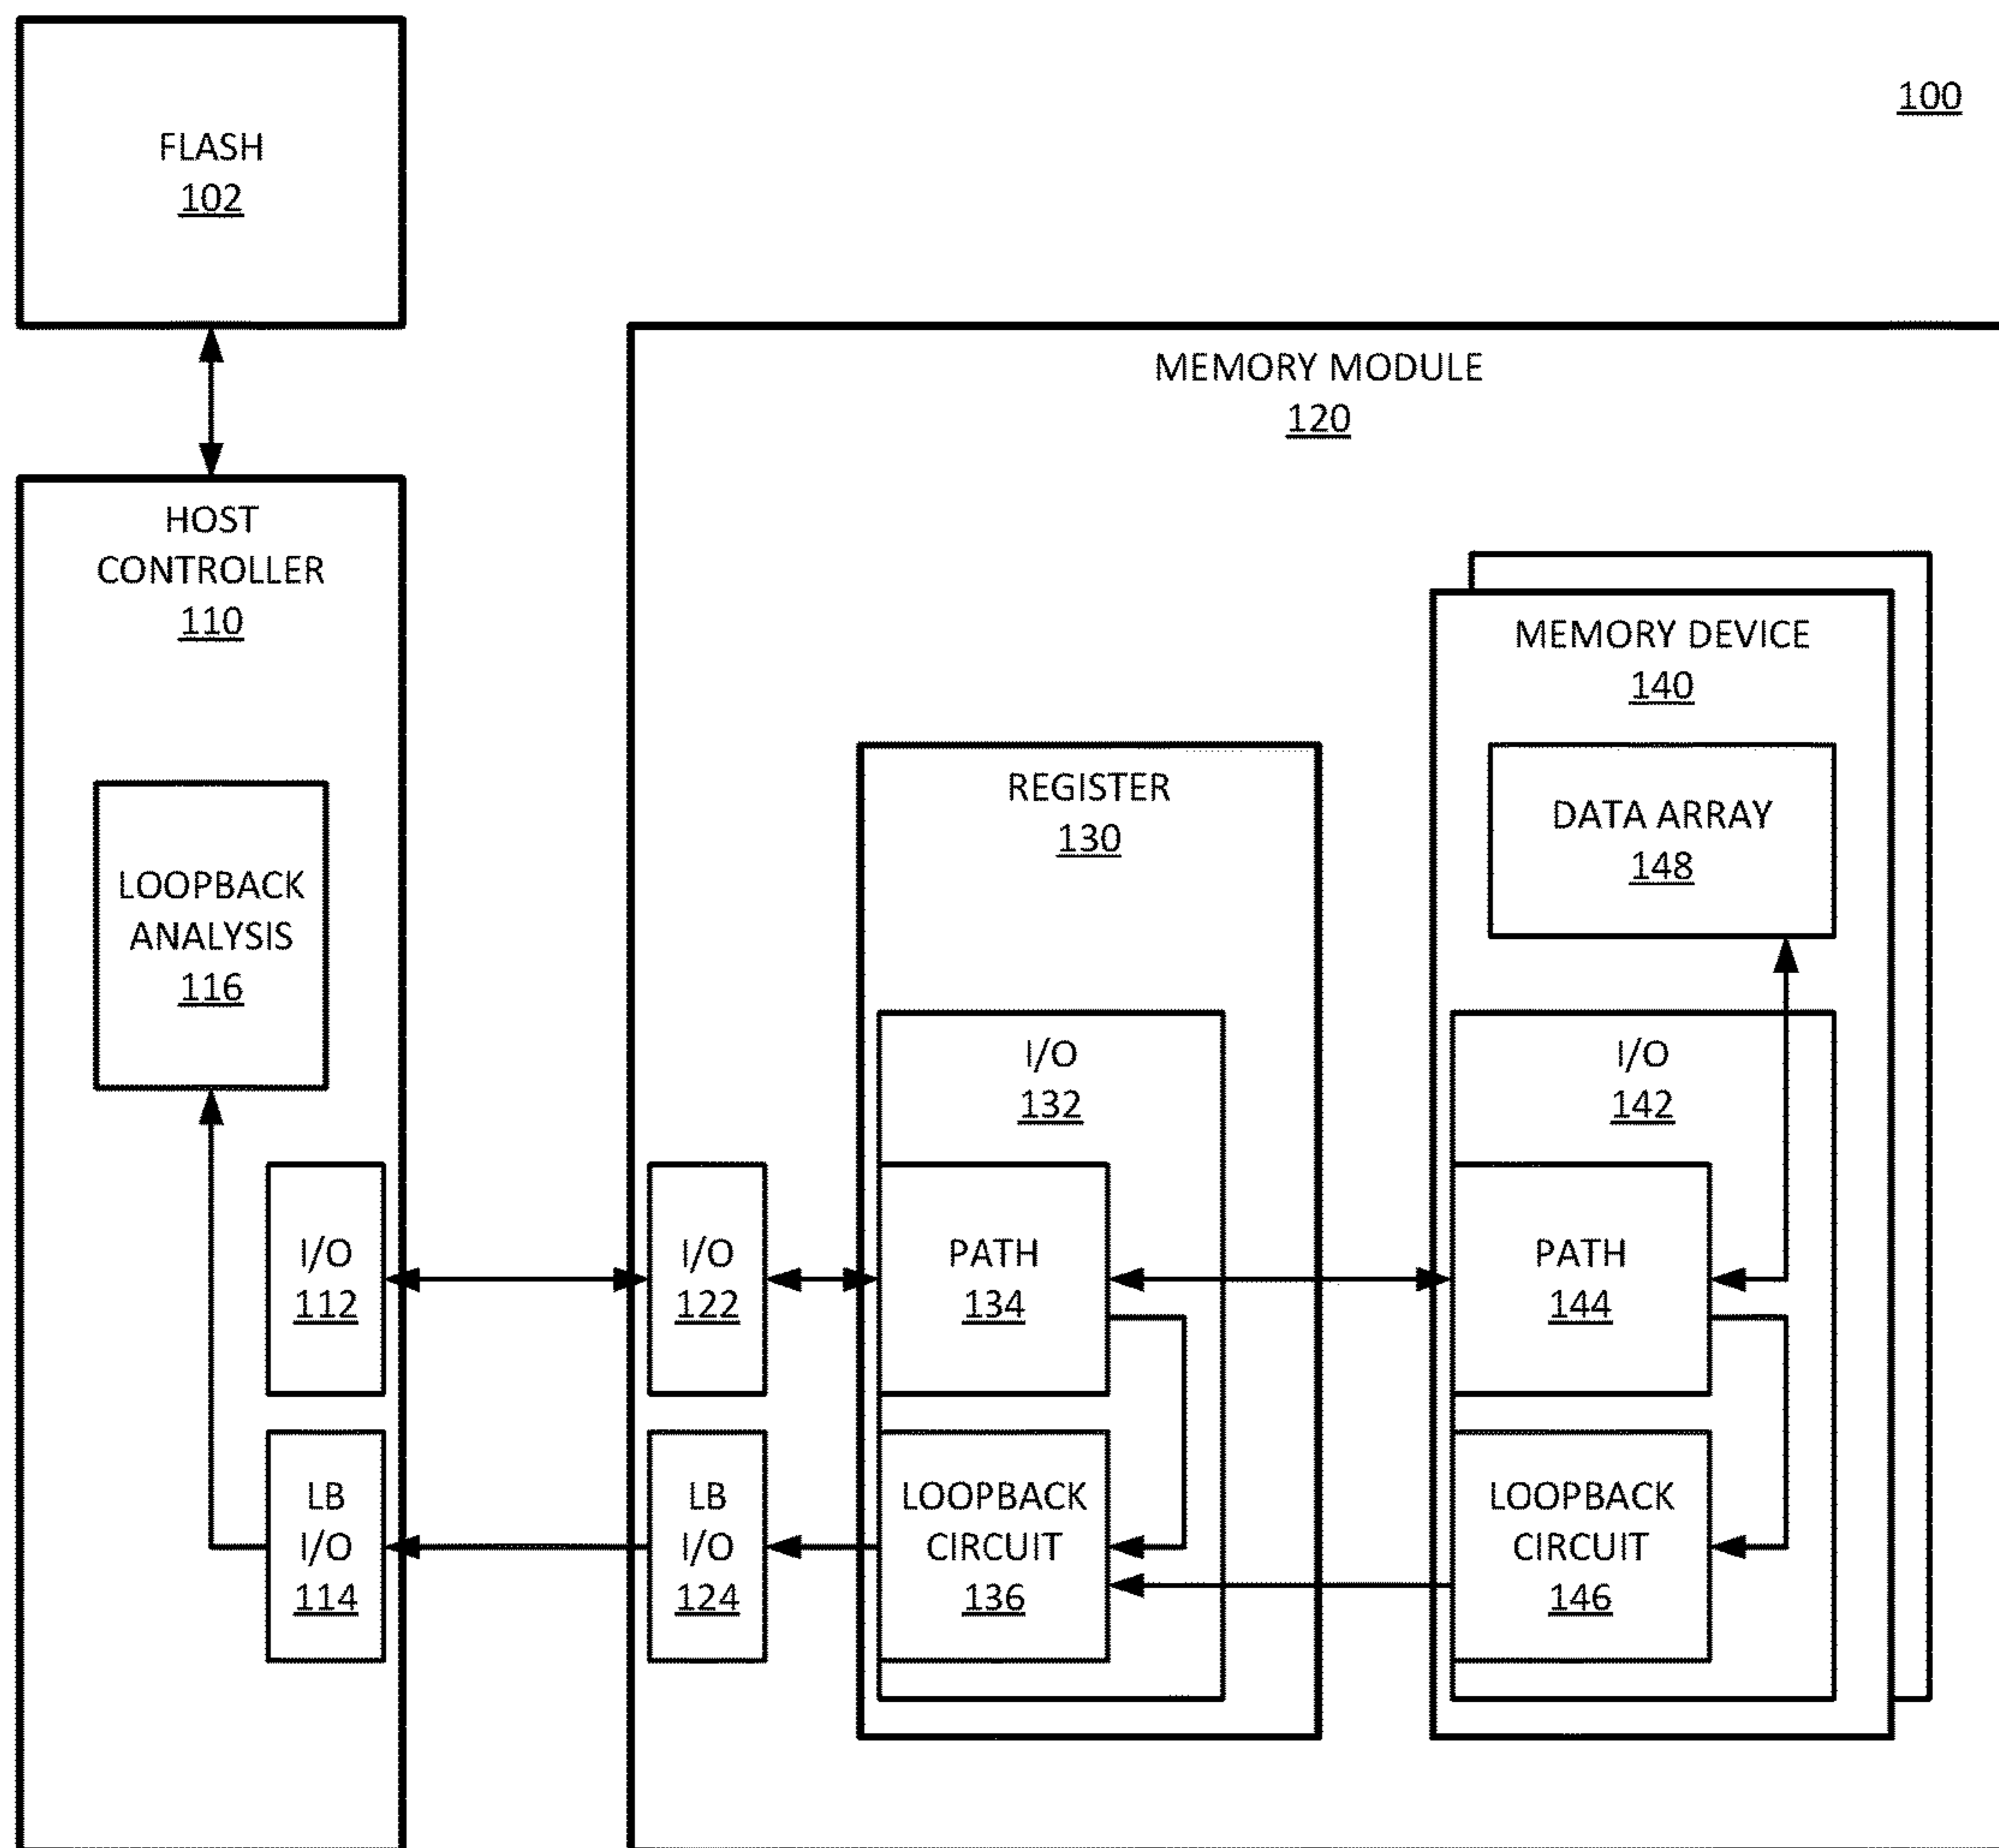 100
FLASH
102
HOST
CONTROLLER
110
LOOPBACK
ANALYSIS
116
I/O
112
LB
I/O
114
MEMORY MODULE
120
I/O
122
LB
I/O
124
REGISTER
130
I/O
132
PATH
134
LOOPBACK
CIRCUIT
136
MEMORY DEVICE
140
DATA ARRAY
148
I/O
142
PATH
144
LOOPBACK
CIRCUIT
146